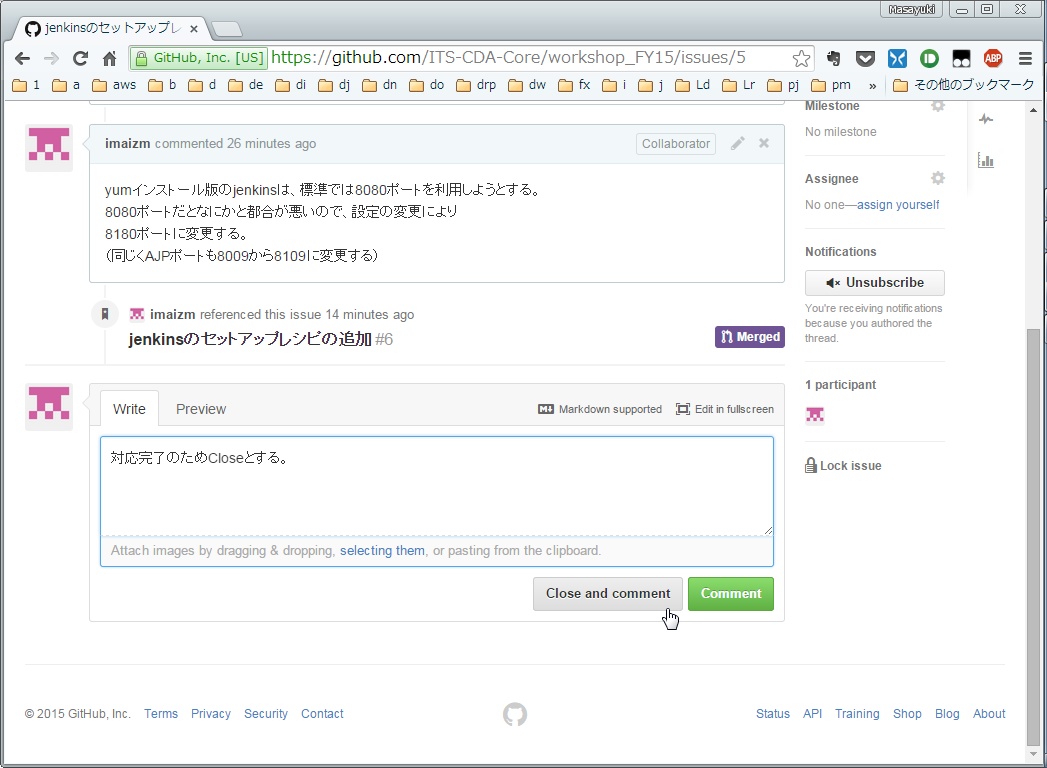 Masayuki
jenkinsのセットアップレ
GitHub, Inc. [US] https://github.com/ITS-CDA-Core/workshop_FY15/issues/5
ABP
1 a aws b d de di dj dn do drp dw fx i j Ld Lr pj pm » その他のブックマーク
Milestone
No milestone
imaizm commented 26 minutes ago Collaborator
yumインストール版のjenkinsは、標準では8080ポートを利用しようとする。
8080ポートだとなにかと都合が悪いので、設定の変更により
8180ポートに変更する。
（同じくAJPポートも8009から8109に変更する）
Assignee
No one—assign yourself
Notifications
Unsubscribe
You're receiving notifications
because you authored the
thread.
imaizm referenced this issue 14 minutes ago
jenkinsのセットアップレシピの追加 #6 Merged
1 participant
Lock issue
Write Preview Markdown supported Edit in fullscreen
対応完了のためCloseとする。
Attach images by dragging & dropping, selecting them, or pasting from the clipboard.
Close and comment Comment
© 2015 GitHub, Inc. Terms Privacy Security Contact Status API Training Shop Blog About